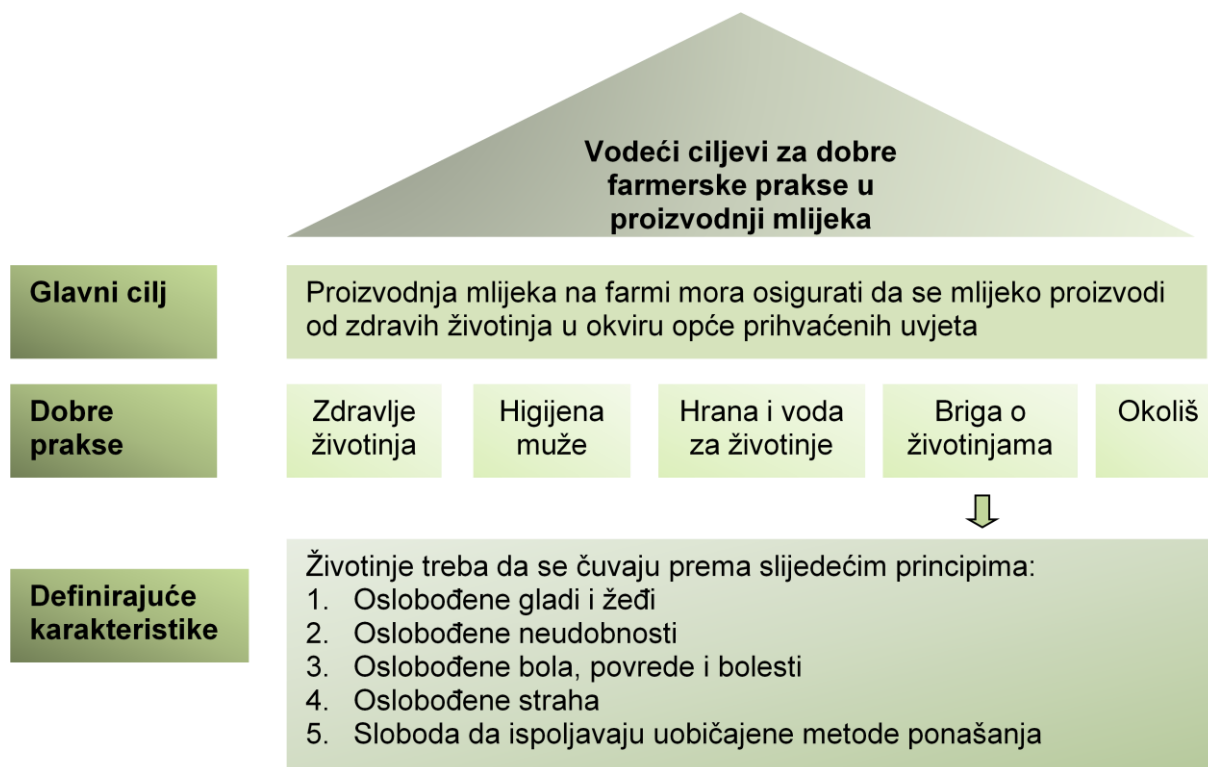 Vodeći ciljevi za dobre
farmerske prakse u
proizvodnji mlijeka
Glavni cilj
Proizvodnja mlijeka na farmi mora osigurati da se mlijeko proizvodi
od zdravih životinja u okviru opće prihvaćenih uvjeta
Dobre
prakse
Zdravlje
životinja
Higijena
muže
Hrana i voda
za životinje
Briga o
životinjama
Okoliš
Definirajuće
karakteristike
Životinje treba da se čuvaju prema slijedećim principima:
1. Oslobođene gladi i žeđi
2. Oslobođene neudobnosti
3. Oslobođene bola, povrede i bolesti
4. Oslobođene straha
5. Sloboda da ispoljavaju uobičajene metode ponašanja